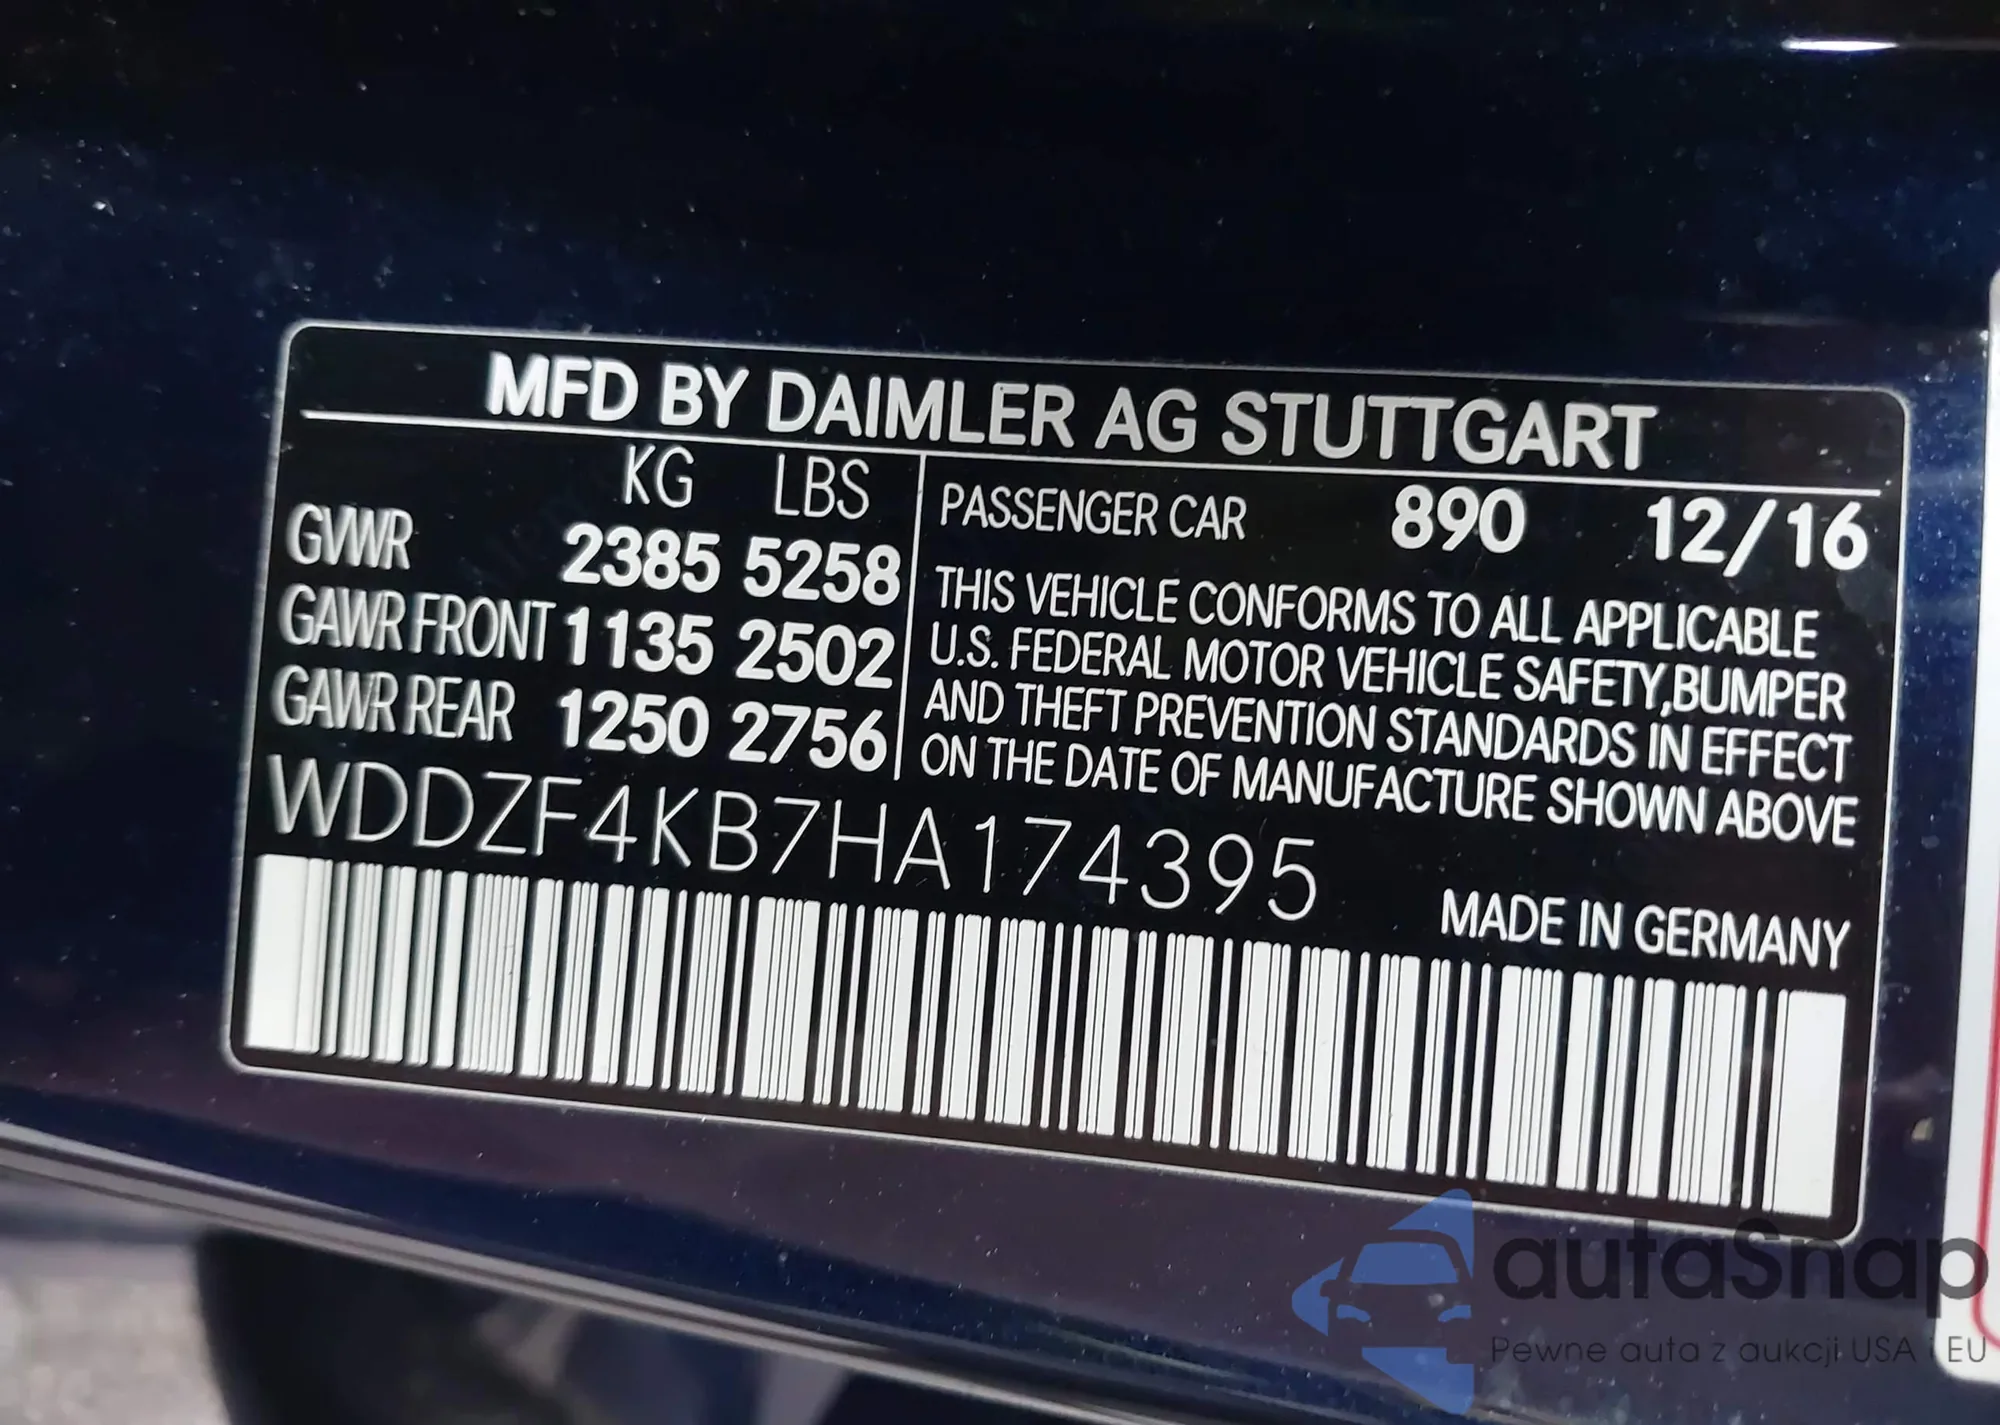 MFD BY DAIMLER AG STUTTGART
KG LBS
GVWR 2385 5258
GAWR FRONT 1135 2502
GAWR REAR 1250 2756
PASSENGER CAR 890 12/16
THIS VEHICLE CONFORMS TO ALL APPLICABLE
U.S. FEDERAL MOTOR VEHICLE SAFETY,BUMPER
AND THEFT PREVENTION STANDARDS IN EFFECT
ON THE DATE OF MANUFACTURE SHOWN ABOVE
WDDZF4KB7HA174395
MADE IN GERMANY
autaSnap
Pewne auta z aukcji USA i EU